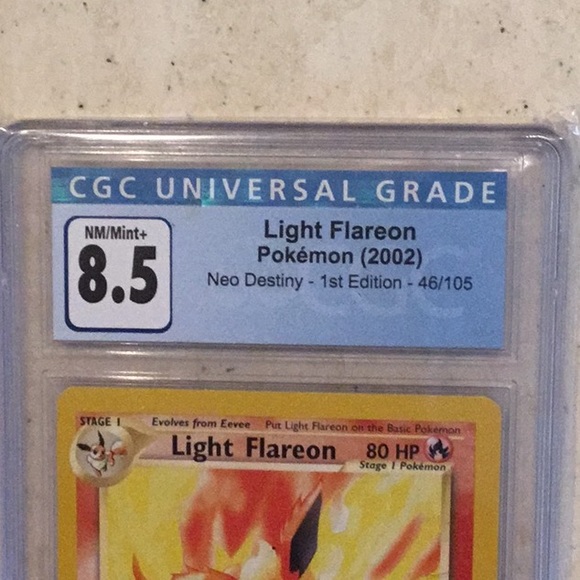 CGC UNIVERSAL GRADE
NM/Mint+
8.5
Light Flareon
Pokémon (2002)
Neo Destiny - 1st Edition - 46/105
CGC
STAGE 1 Evolves from Eevee Put Light Flareon on the Basic Pokémon
Light Flareon 80 HP
Stage 1 Pokémon